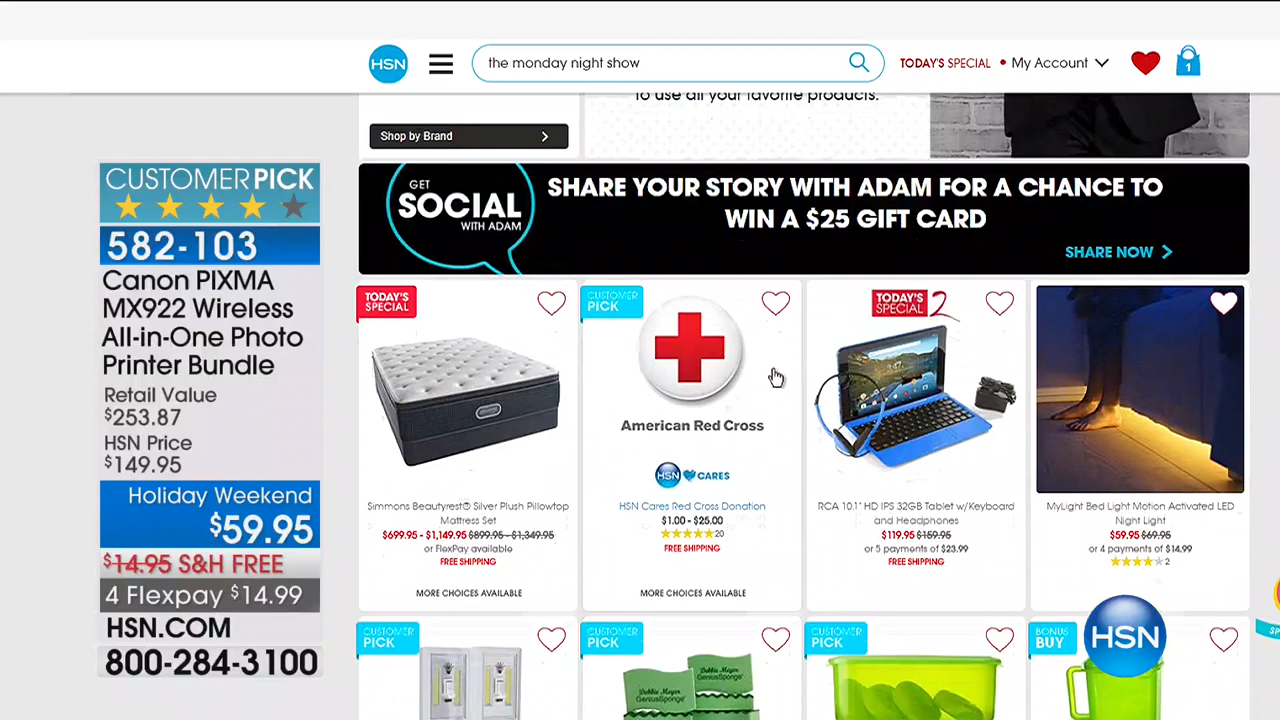 HSN
the monday night show
TODAY'S SPECIAL • My Account
1
to use all your favorite products.
Shop by Brand
GET
SOCIAL
WITH ADAM
SHARE YOUR STORY WITH ADAM FOR A CHANCE TO
WIN A $25 GIFT CARD
SHARE NOW
CUSTOMER PICK
582-103
Canon PIXMA
MX922 Wireless
All-in-One Photo
Printer Bundle
Retail Value
$253.87
HSN Price
$149.95
Holiday Weekend
$59.95
$14.95 S&H FREE
4 Flexpay $14.99
HSN.COM
800-284-3100
TODAY'S
SPECIAL
Simmons Beautyrest® Silver Plush Pillowtop
Mattress Set
$699.95 - $1,149.95 $899.95 - $1,349.95
or FlexPay available
FREE SHIPPING
MORE CHOICES AVAILABLE
CUSTOMER
PICK
American Red Cross
HSN CARES
HSN Cares Red Cross Donation
$1.00 - $25.00
20
FREE SHIPPING
MORE CHOICES AVAILABLE
TODAY'S
SPECIAL 2
RCA 10.1" HD IPS 32GB Tablet w/Keyboard
and Headphones
$119.95 $159.95
or 5 payments of $23.99
FREE SHIPPING
MyLight Bed Light Motion Activated LED
Night Light
$59.95 $69.95
or 4 payments of $14.99
2
CUSTOMER
PICK
CUSTOMER
PICK
Debbie Meyer
GeniusSponge
Debbie Meyer
GeniusSponge
CUSTOMER
PICK
BONUS
BUY
HSN